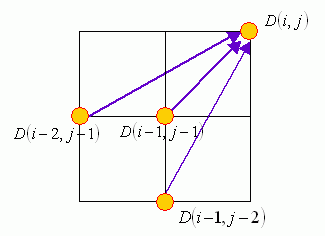 D(i, j)
D(i−2, j−1) D(i−1, j−1)
D(i−1, j−2)